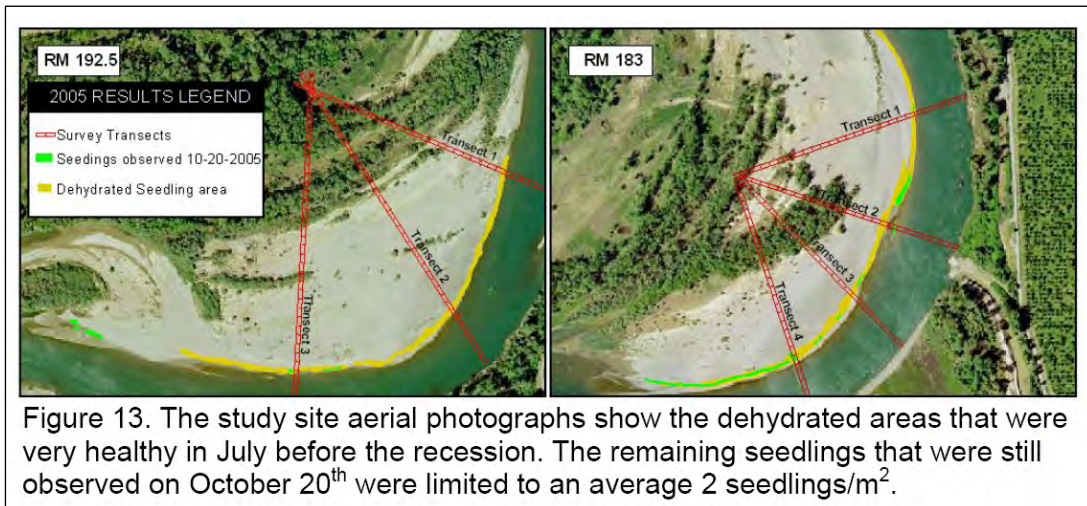 RM 192.5
2005 RESULTS LEGEND
Survey Transects
Seedings observed 10-20-2005
Dehydrated Seedling area
Transect 1
Transect 2
Transect 3
RM 183
Transect 1
Transect 2
Transect 3
Transect 4
Figure 13. The study site aerial photographs show the dehydrated areas that were
very healthy in July before the recession. The remaining seedlings that were still
observed on October 20th were limited to an average 2 seedlings/m².